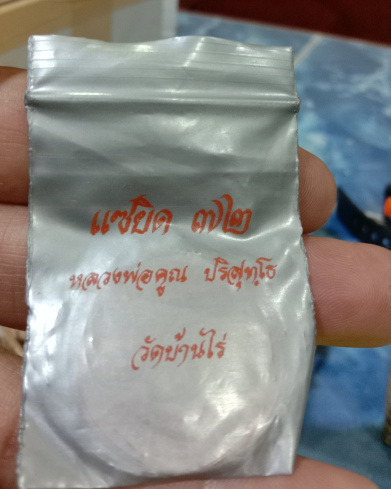 แซยิด ๗๒
หลวงพ่อคูณ ปริสุทฺโธ
วัดบ้านไร่